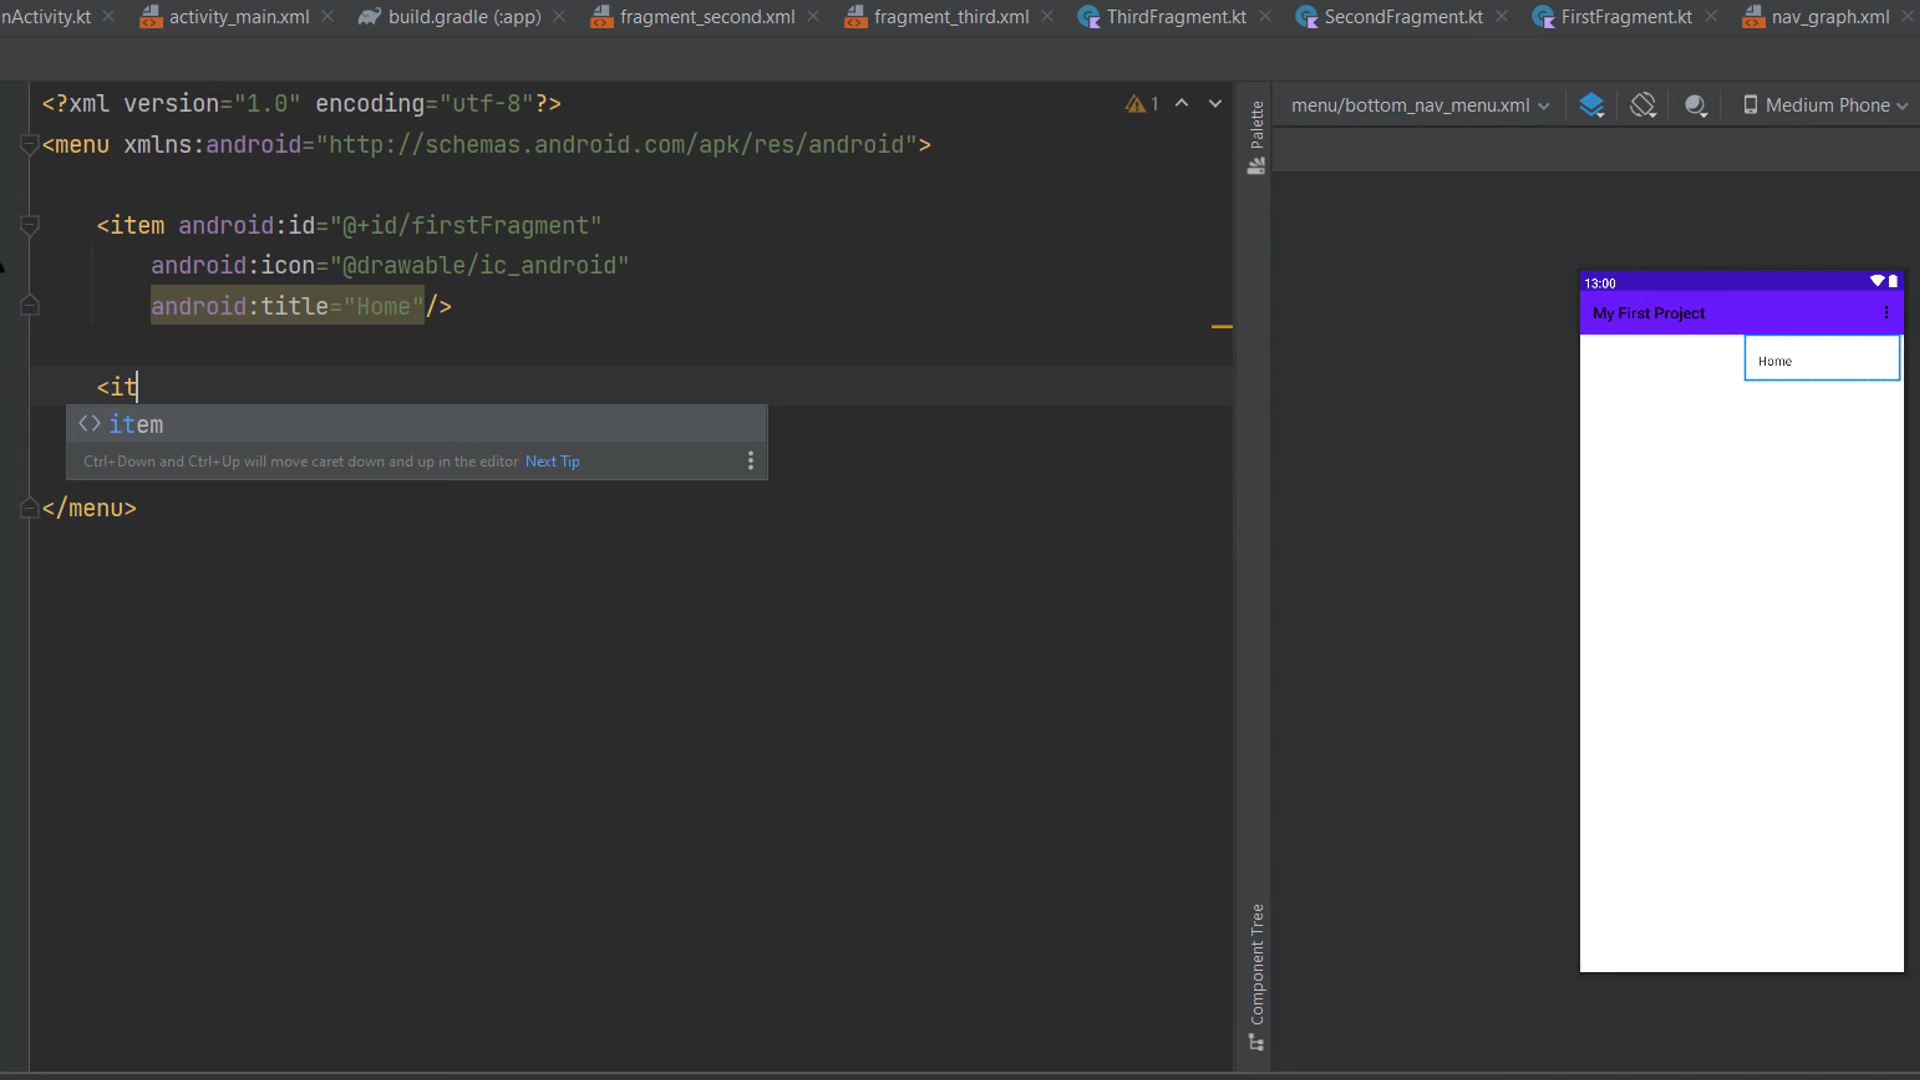 nActivity.kt
activity_main.xml
build.gradle (:app)
fragment_second.xml
fragment_third.xml
ThirdFragment.kt
SecondFragment.kt
FirstFragment.kt
nav_graph.xml
<?xml version="1.0" encoding="utf-8"?>
1
<menu xmlns:android="http://schemas.android.com/apk/res/android">
<item android:id="@+id/firstFragment"
android:icon="@drawable/ic_android"
android:title="Home"/>
<it
item
Ctrl+Down and Ctrl+Up will move caret down and up in the editor Next Tip
</menu>
Palette
Component Tree
menu/bottom_nav_menu.xml
Medium Phone
13:00
My First Project
Home